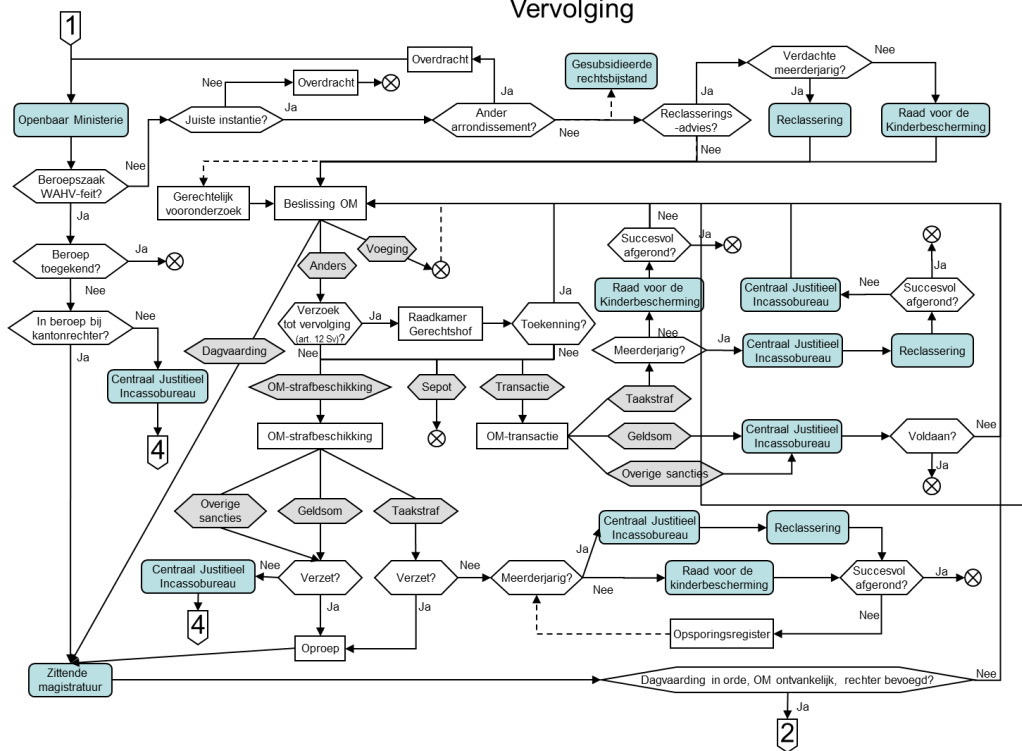 Vervolging
1
Overdracht
Nee
Overdracht
Gesubsidieerde
rechtsbijstand
Verdachte
meerderjarig?
Nee
Openbaar Ministerie
Juiste instantie?
Ja
Ja
Ander
arrondissement?
Nee
Ja
Reclasserings
-advies?
Nee
Ja
Reclassering
Raad voor de
Kinderbescherming
Nee
Beroepszaak
WAHV-feit?
Ja
Gerechtelijk
vooronderzoek
Beslissing OM
Beroep
toegekend?
Ja
Nee
Anders
Voeging
Nee
Succesvol
afgerond?
Ja
Raad voor de
Kinderbescherming
Nee
Centraal Justitieel
Incassobureau
Nee
Ja
Succesvol
afgerond?
In beroep bij
kantonrechter?
Nee
Ja
Dagvaarding
Verzoek
tot vervolging
(art. 12 Sv)?
Ja
Nee
Raadkamer
Gerechtshof
Ja
Toekenning?
Nee
Meerderjarig?
Ja
Centraal Justitieel
Incassobureau
Reclassering
Centraal Justitieel
Incassobureau
4
OM-strafbeschikking
Sepot
Transactie
Taakstraf
OM-strafbeschikking
OM-transactie
Geldsom
Centraal Justitieel
Incassobureau
Voldaan?
Nee
Ja
Overige sancties
Overige
sancties
Geldsom
Taakstraf
Centraal Justitieel
Incassobureau
Reclassering
Centraal Justitieel
Incassobureau
Nee
Verzet?
Ja
Verzet?
Nee
Ja
Meerderjarig?
Ja
Nee
Raad voor de
kinderbescherming
Succesvol
afgerond?
Ja
Nee
4
Oproep
Opsporingsregister
Zittende
magistratuur
Dagvaarding in orde, OM ontvankelijk, rechter bevoegd?
Nee
Ja
2